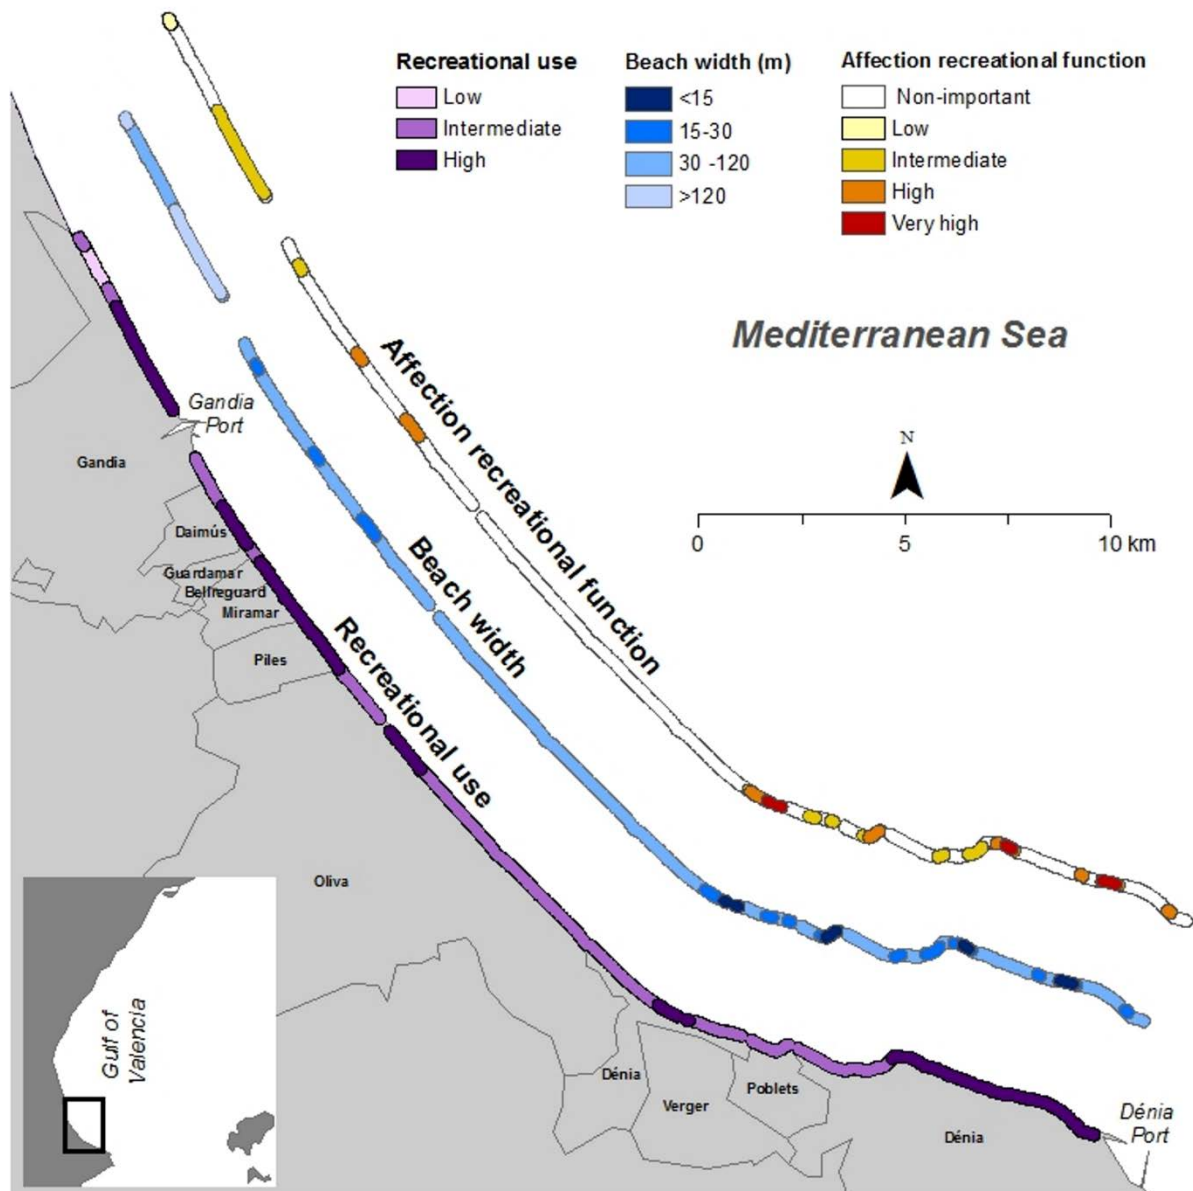 Recreational use
Low
Intermediate
High
Beach width (m)
<15
15-30
30 -120
>120
Affection recreational function
Non-important
Low
Intermediate
High
Very high
Mediterranean Sea
Affection recreational function
Gandia
Port
N
Gandia
0
5
10 km
Daimús
Beach width
Guardamar
Bellreguard
Miramar
Recreational use
Piles
Oliva
Gulf of
Valencia
Dénia
Poblets
Verger
Dénia
Port
Dénia